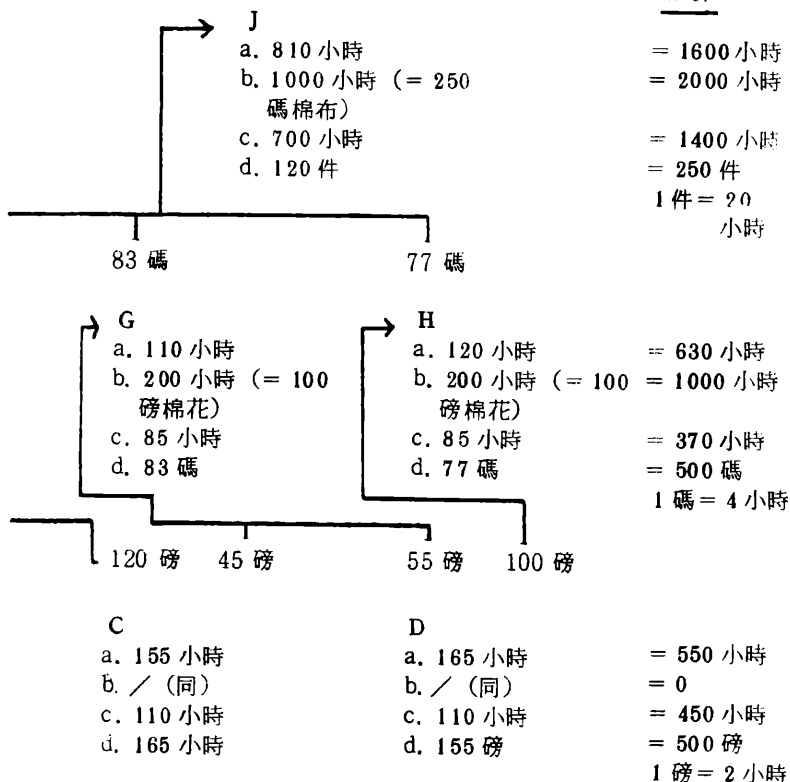 J
a. 810 小時 = 1600 小時
b. 1000 小時 (= 250 = 2000 小時
碼棉布)
c. 700 小時 = 1400 小時
d. 120 件 = 250 件
1 件 = 20
小時
83 碼 77 碼
G H
a. 110 小時 a. 120 小時 = 630 小時
b. 200 小時 (= 100 b. 200 小時 (= 100 = 1000 小時
磅棉花) 磅棉花)
c. 85 小時 c. 85 小時 = 370 小時
d. 83 碼 d. 77 碼 = 500 碼
1 碼 = 4 小時
120 磅 45 磅 55 磅 100 磅
C D
a. 155 小時 a. 165 小時 = 550 小時
b. / (同) b. / (同) = 0
c. 110 小時 c. 110 小時 = 450 小時
d. 165 小時 d. 155 磅 = 500 磅
1 磅 = 2 小時